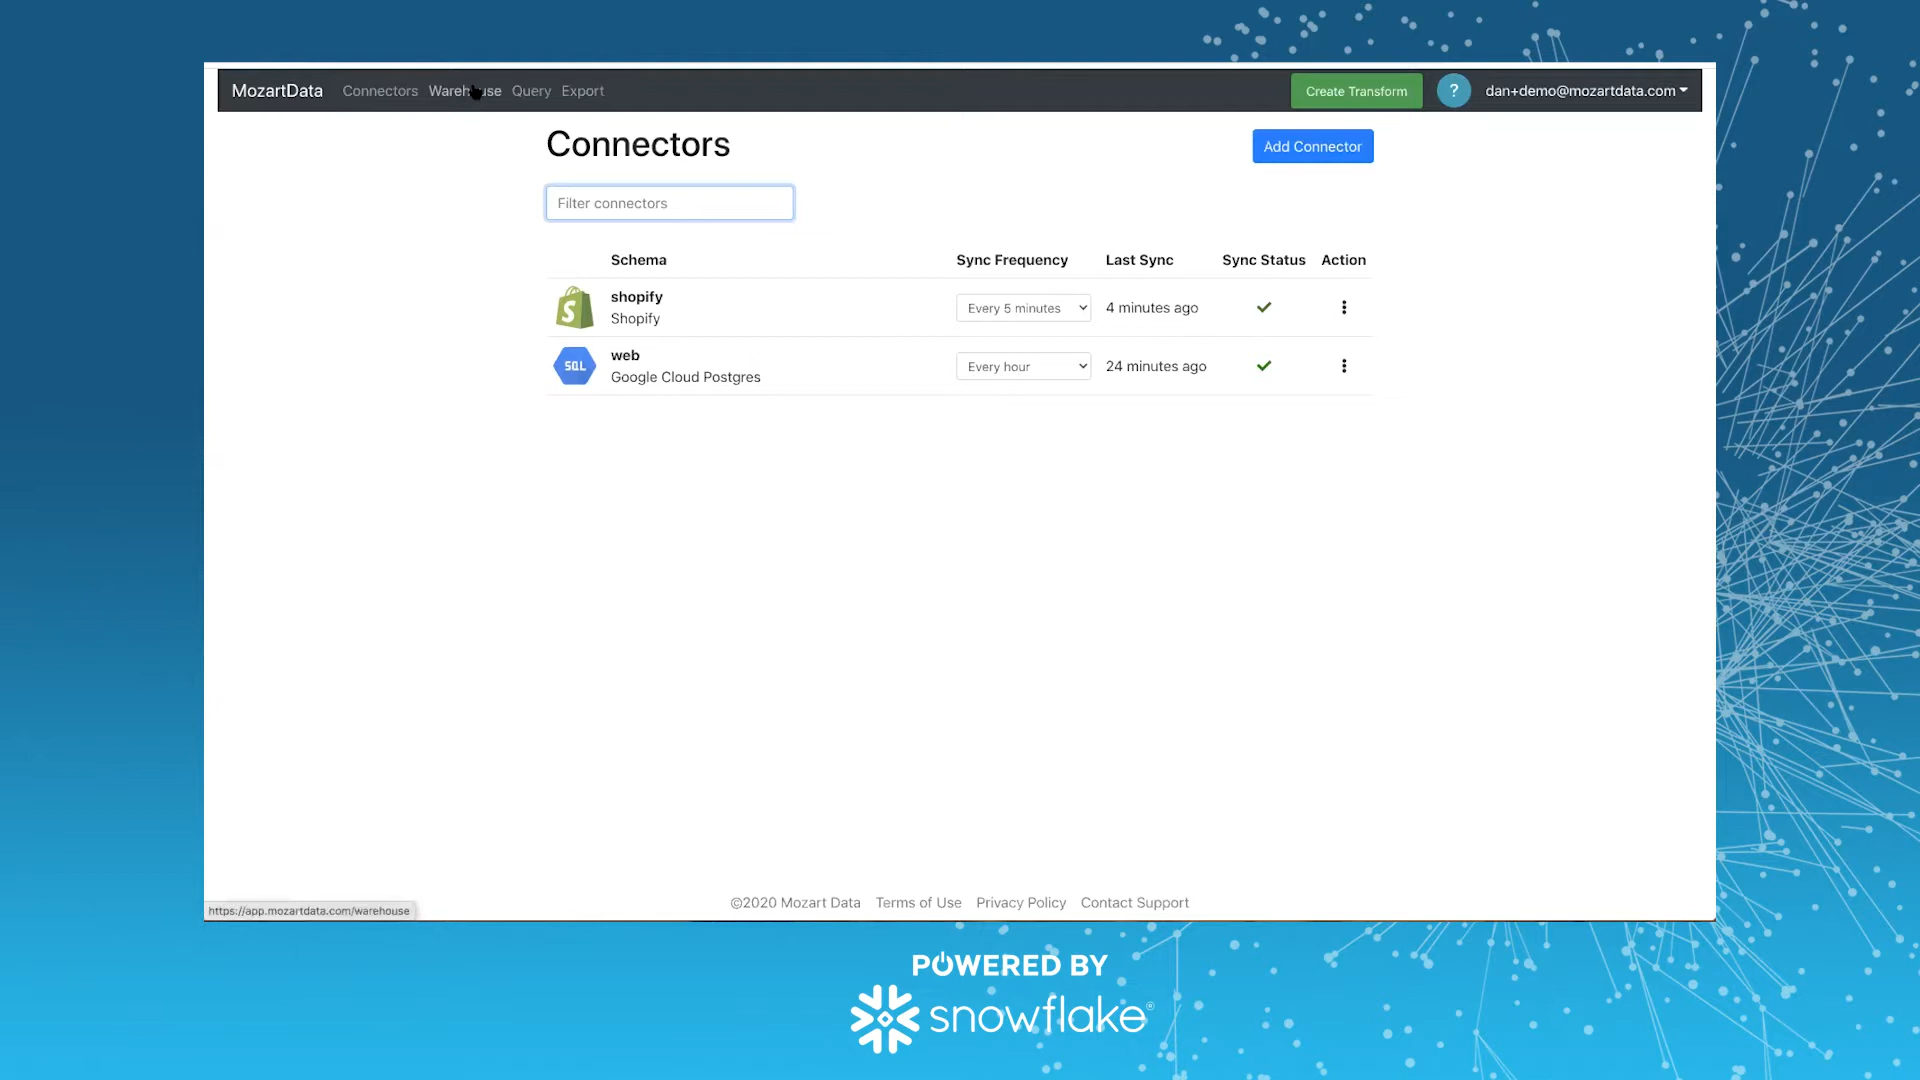 MozartData Connectors Warehouse Query Export Create Transform ? dan+demo@mozartdata.com
Connectors
Add Connector
Filter connectors
Schema Sync Frequency Last Sync Sync Status Action
shopify
Shopify
Every 5 minutes 4 minutes ago
SQL
web
Google Cloud Postgres
Every hour 24 minutes ago
©2020 Mozart Data Terms of Use Privacy Policy Contact Support
https://app.mozartdata.com/warehouse
POWERED BY
snowflake®